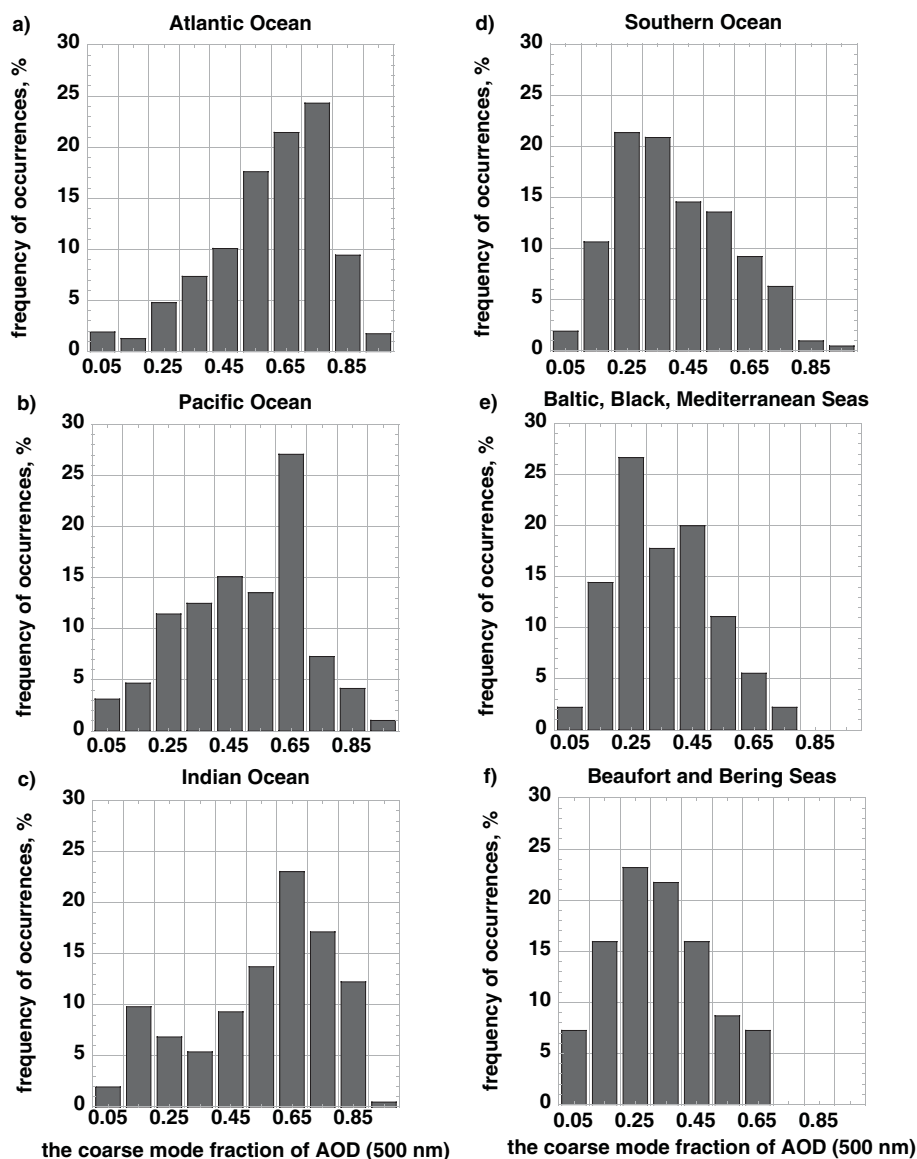 a)
Atlantic Ocean
frequency of occurrences, %
30
25
20
15
10
5
0
0.05 0.25 0.45 0.65 0.85
b)
Pacific Ocean
frequency of occurrences, %
30
25
20
15
10
5
0
0.05 0.25 0.45 0.65 0.85
c)
Indian Ocean
frequency of occurrences, %
30
25
20
15
10
5
0
0.05 0.25 0.45 0.65 0.85
the coarse mode fraction of AOD (500 nm)
d)
Southern Ocean
frequency of occurrences, %
30
25
20
15
10
5
0
0.05 0.25 0.45 0.65 0.85
e)
Baltic, Black, Mediterranean Seas
frequency of occurrences, %
30
25
20
15
10
5
0
0.05 0.25 0.45 0.65 0.85
f)
Beaufort and Bering Seas
frequency of occurrences, %
30
25
20
15
10
5
0
0.05 0.25 0.45 0.65 0.85
the coarse mode fraction of AOD (500 nm)